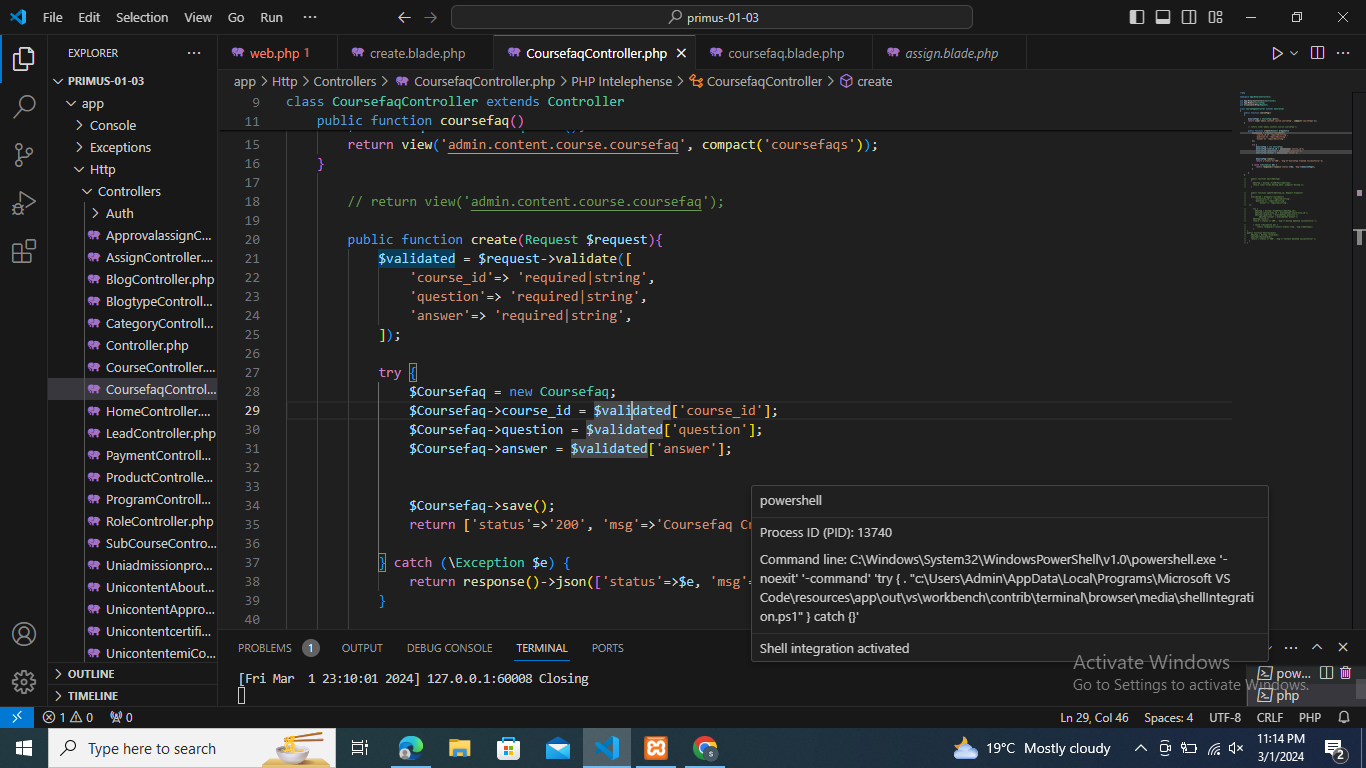 File Edit Selection View Go Run ··· primus-01-03
EXPLORER ···
PRIMUS-01-03
app
Console
Exceptions
Http
Controllers
Auth
ApprovalassignC...
AssignController....
BlogController.php
BlogtypeControll...
CategoryControll...
Controller.php
CourseController....
CoursefaqControl...
HomeController....
LeadController.php
PaymentControll...
ProductControlle...
ProgramControll...
RoleController.php
SubCourseContro...
Uniadmissionpro...
UnicontentAbout...
UnicontentAppro...
Unicontentcertifi...
UnicontentemiCo...
OUTLINE
TIMELINE
web.php 1 create.blade.php CoursefaqController.php coursefaq.blade.php assign.blade.php
app > Http > Controllers > CoursefaqController.php > PHP Intelephense > CoursefaqController > create
9 class CoursefaqController extends Controller
11 public function coursefaq()
15 return view('admin.content.course.coursefaq', compact('coursefaqs'));
16 }
17
18 // return view('admin.content.course.coursefaq');
19
20 public function create(Request $request){
21 $validated = $request->validate([
22 'course_id'=> 'required|string',
23 'question'=> 'required|string',
24 'answer'=> 'required|string',
25 ]);
26
27 try {
28 $Coursefaq = new Coursefaq;
29 $Coursefaq->course_id = $validated['course_id'];
30 $Coursefaq->question = $validated['question'];
31 $Coursefaq->answer = $validated['answer'];
32
33
34 $Coursefaq->save();
35 return ['status'=>'200', 'msg'=>'Coursefaq Cr
36
37 } catch (\Exception $e) {
38 return response()->json(['status'=>$e, 'msg'=
39 }
40
powershell
Process ID (PID): 13740
Command line: C:\Windows\System32\WindowsPowerShell\v1.0\powershell.exe '-
noexit' '-command' 'try { . "c:\Users\Admin\AppData\Local\Programs\Microsoft VS
Code\resources\app\out\vs\workbench\contrib\terminal\browser\media\shellIntegrati
on.ps1" } catch {}'
Shell integration activated
PROBLEMS 1 OUTPUT DEBUG CONSOLE TERMINAL PORTS
[Fri Mar  1 23:10:01 2024] 127.0.0.1:60008 Closing
pow...
php
Activate Windows
Go to Settings to activate Windows.
1 0 0 Ln 29, Col 46 Spaces: 4 UTF-8 CRLF PHP
Type here to search 19°C Mostly cloudy 11:14 PM
3/1/2024 2